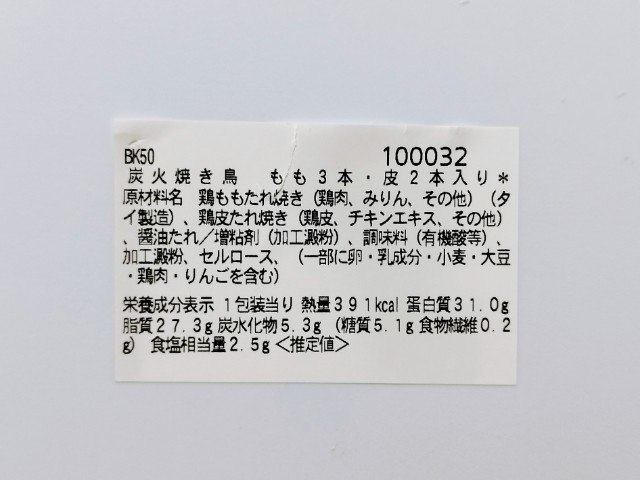 BK50 100032
炭火焼き鳥 もも3本・皮2本入り*
原材料名 鶏ももたれ焼き(鶏肉、みりん、その他)(タ
イ製造)、鶏皮たれ焼き(鶏皮、チキンエキス、その他)
、醤油たれ/増粘剤(加工澱粉)、調味料(有機酸等)、
加工澱粉、セルロース、(一部に卵・乳成分・小麦・大豆
・鶏肉・りんごを含む)
栄養成分表示 1包装当り 熱量391kcal 蛋白質31.0g
脂質27.3g 炭水化物5.3g (糖質5.1g 食物繊維0.2
g) 食塩相当量2.5g <推定値>